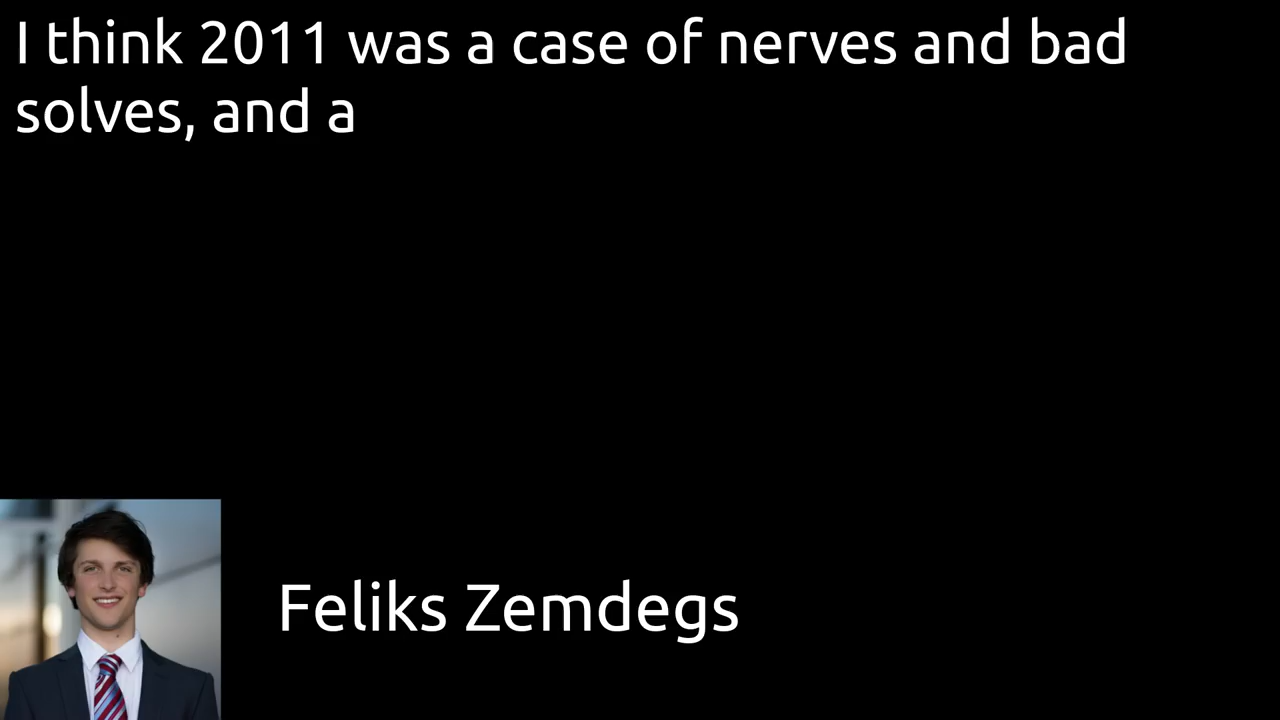 I think 2011 was a case of nerves and bad
solves, and a
Feliks Zemdegs